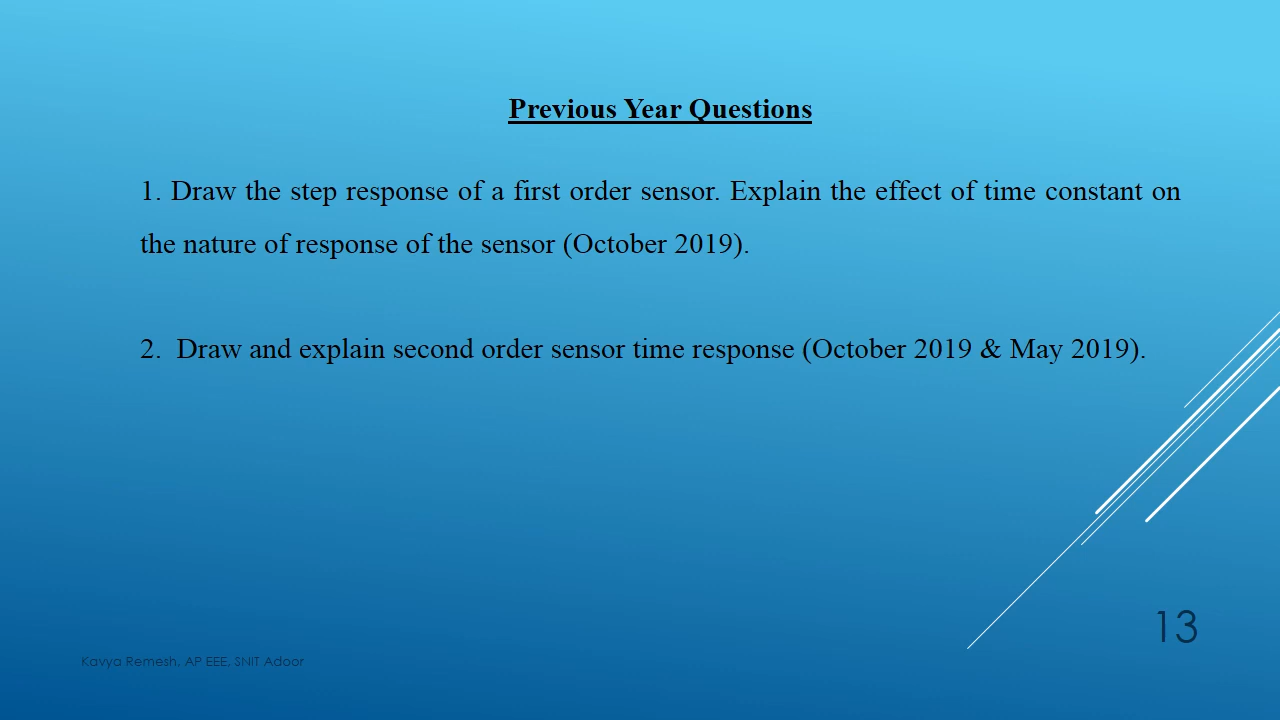 Previous Year Questions
1. Draw the step response of a first order sensor. Explain the effect of time constant on
the nature of response of the sensor (October 2019).
2. Draw and explain second order sensor time response (October 2019 & May 2019).
13
Kavya Remesh, AP EEE, SNIT Adoor